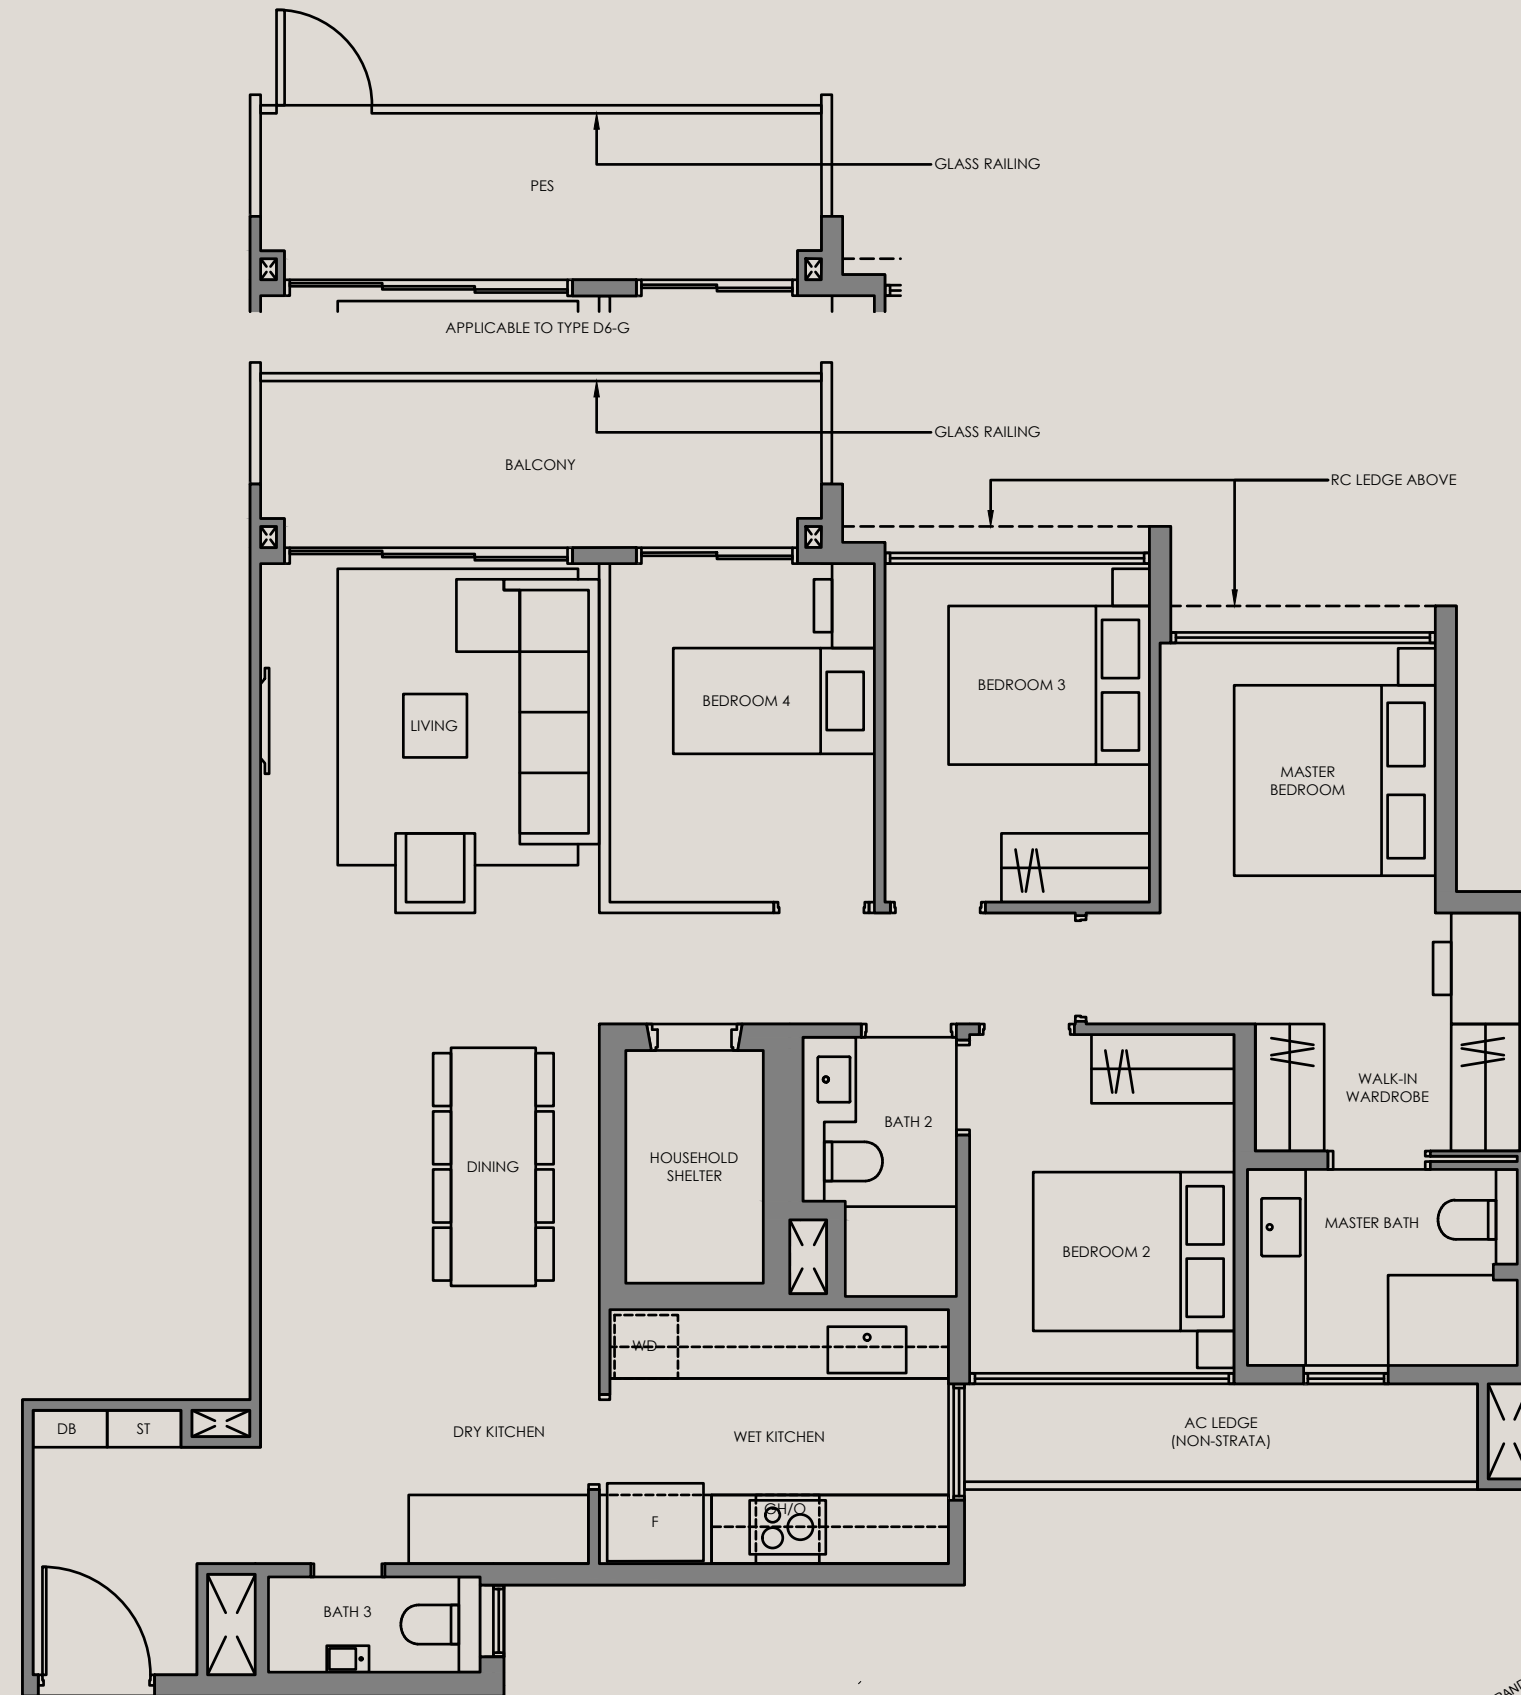 PES
GLASS RAILING
APPLICABLE TO TYPE D6-G
GLASS RAILING
BALCONY
RC LEDGE ABOVE
BEDROOM 3
BEDROOM 4
LIVING
MASTER
BEDROOM
WALK-IN
WARDROBE
BATH 2
HOUSEHOLD
SHELTER
DINING
MASTER BATH
BEDROOM 2
WD
DB
ST
DRY KITCHEN
WET KITCHEN
AC LEDGE
(NON-STRATA)
CH/O
F
BATH 3